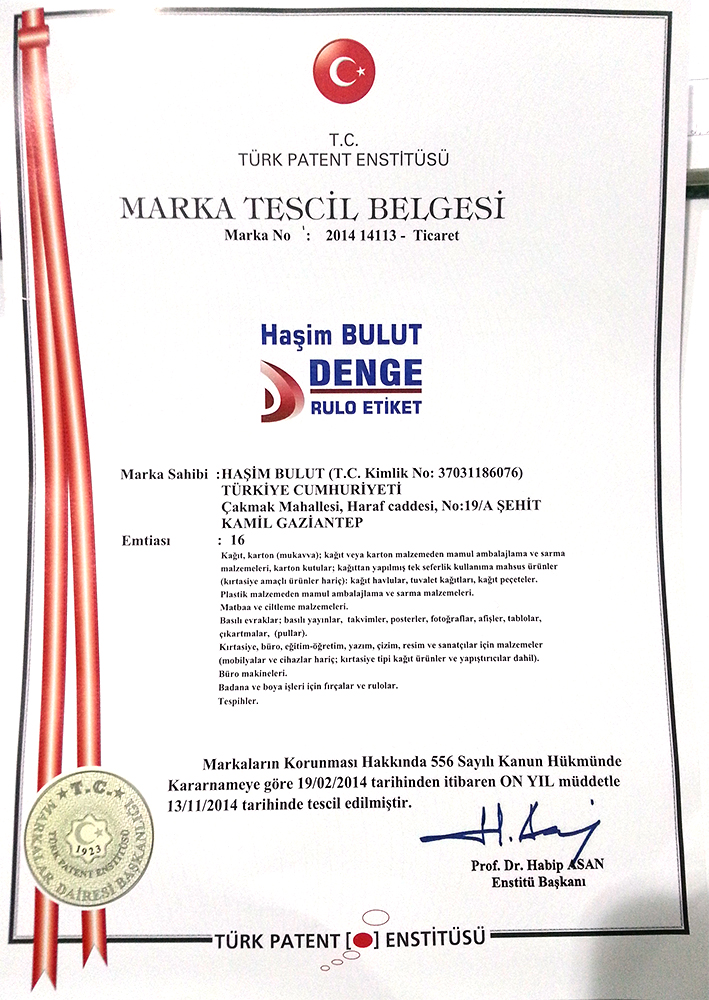 T.C.
TÜRK PATENT ENSTİTÜSÜ
MARKA TESCİL BELGESİ
Marka No : 2014 14113 - Ticaret
Haşim BULUT
DENGE
RULO ETİKET
Marka Sahibi :HAŞİM BULUT (T.C. Kimlik No: 37031186076)
TÜRKİYE CUMHURİYETİ
Çakmak Mahallesi, Haraf caddesi, No:19/A ŞEHİT
KAMİL GAZİANTEP
Emtiası : 16
Kağıt, karton (mukavva); kağıt veya karton malzemeden mamul ambalajlama ve sarma
malzemeleri, karton kutular; kağıttan yapılmış tek seferlik kullanıma mahsus ürünler
(kırtasiye amaçlı ürünler hariç): kağıt havlular, tuvalet kağıtları, kağıt peçeteler.
Plastik malzemeden mamul ambalajlama ve sarma malzemeleri.
Matbaa ve ciltleme malzemeleri.
Basılı evraklar; basılı yayınlar, takvimler, posterler, fotoğraflar, afişler, tablolar,
çıkartmalar, (pullar).
Kırtasiye, büro, eğitim-öğretim, yazım, çizim, resim ve sanatçılar için malzemeler
(mobilyalar ve cihazlar hariç; kırtasiye tipi kağıt ürünler ve yapıştırıcılar dahil).
Büro makineleri.
Badana ve boya işleri için fırçalar ve rulolar.
Tespihler.
Markaların Korunması Hakkında 556 Sayılı Kanun Hükmünde
Kararnameye göre 19/02/2014 tarihinden itibaren ON YIL müddetle
13/11/2014 tarihinde tescil edilmiştir.
Prof. Dr. Habip ASAN
Enstitü Başkanı
T.C.
MARKALAR DAİRESİ BAŞKANLIĞI
TÜRK PATENT ENSTİTÜSÜ
1923
TÜRK PATENT [ ] ENSTİTÜSÜ